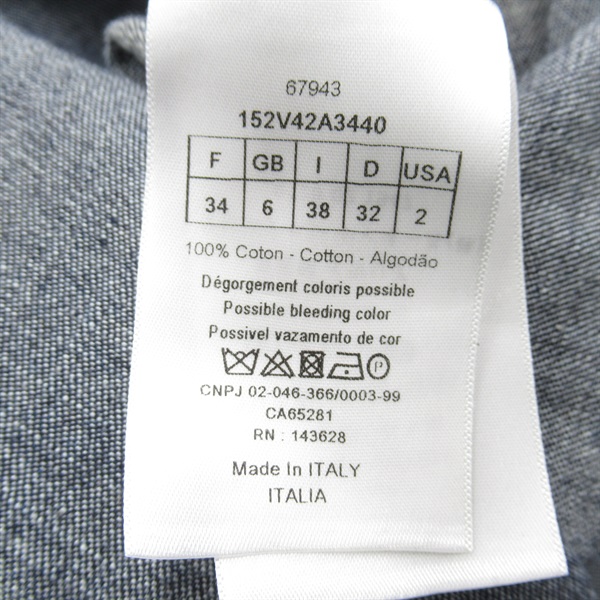 67943
152V42A3440
F GB I D USA
34 6 38 32 2
100% Coton - Cotton - Algodão
Dégorgement coloris possible
Possible bleeding color
Possivel vazamento de cor
P
CNPJ 02-046-366/0003-99
CA65281
RN : 143628
Made In ITALY
ITALIA